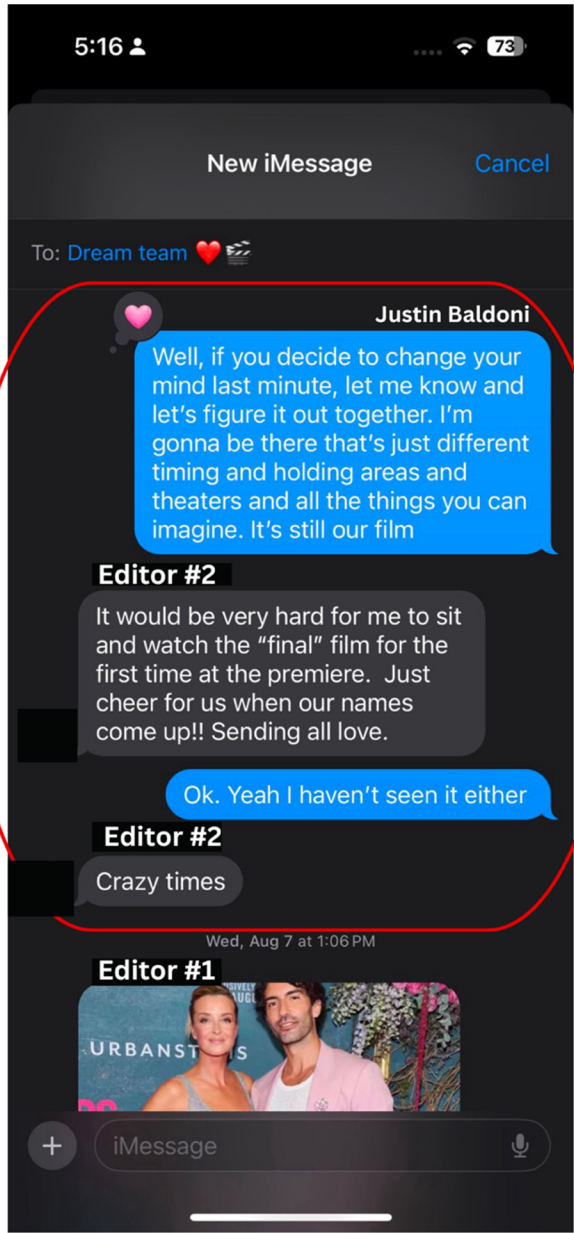 5:16
73
New iMessage
Cancel
To: Dream team ❤️🎬
Justin Baldoni
Well, if you decide to change your
mind last minute, let me know and
let’s figure it out together. I’m
gonna be there that’s just different
timing and holding areas and
theaters and all the things you can
imagine. It’s still our film
Editor #2
It would be very hard for me to sit
and watch the “final” film for the
first time at the premiere.  Just
cheer for us when our names
come up!! Sending all love.
Ok. Yeah I haven’t seen it either
Editor #2
Crazy times
Wed, Aug 7 at 1:06 PM
Editor #1
iMessage